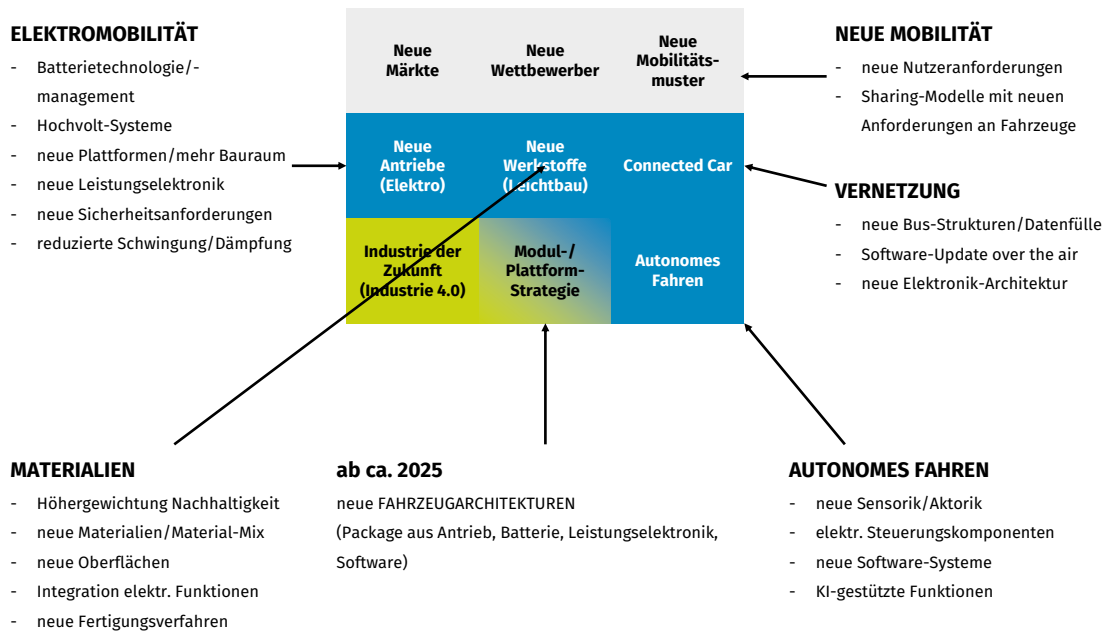 ELEKTROMOBILITÄT
- Batterietechnologie/-
management
- Hochvolt-Systeme
- neue Plattformen/mehr Bauraum
- neue Leistungselektronik
- neue Sicherheitsanforderungen
- reduzierte Schwingung/Dämpfung
Neue
Märkte
Neue
Wettbewerber
Neue
Mobilitäts-
muster
Neue
Antriebe
(Elektro)
Neue
Werkstoffe
(Leichtbau)
Connected Car
Industrie der
Zukunft
(Industrie 4.0)
Modul-/
Plattform-
Strategie
Autonomes
Fahren
NEUE MOBILITÄT
- neue Nutzeranforderungen
- Sharing-Modelle mit neuen
Anforderungen an Fahrzeuge
VERNETZUNG
- neue Bus-Strukturen/Datenfülle
- Software-Update over the air
- neue Elektronik-Architektur
MATERIALIEN
- Höhergewichtung Nachhaltigkeit
- neue Materialien/Material-Mix
- neue Oberflächen
- Integration elektr. Funktionen
- neue Fertigungsverfahren
ab ca. 2025
neue FAHRZEUGARCHITEKTUREN
(Package aus Antrieb, Batterie, Leistungselektronik,
Software)
AUTONOMES FAHREN
- neue Sensorik/Aktorik
- elektr. Steuerungskomponenten
- neue Software-Systeme
- KI-gestützte Funktionen